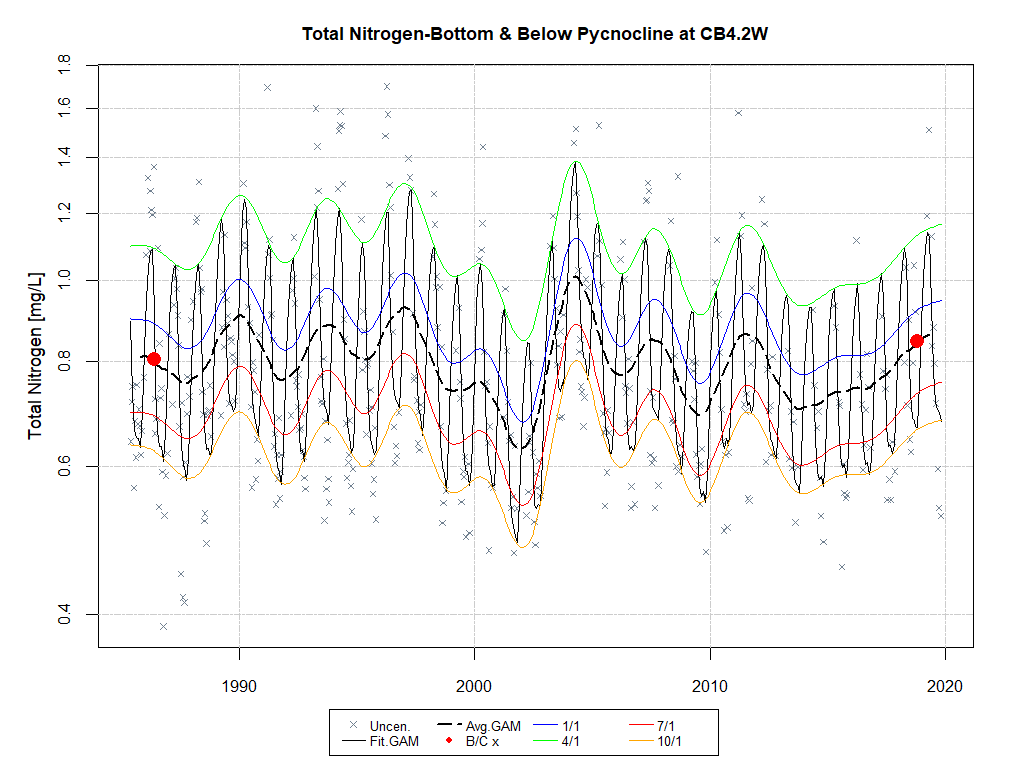 Total Nitrogen-Bottom & Below Pycnocline at CB4.2W
Total Nitrogen [mg/L]
1.8
1.6
1.4
1.2
1.0
0.8
0.6
0.4
1990 2000 2010 2020
Uncen. Avg.GAM 1/1 7/1
Fit.GAM B/C x 4/1 10/1